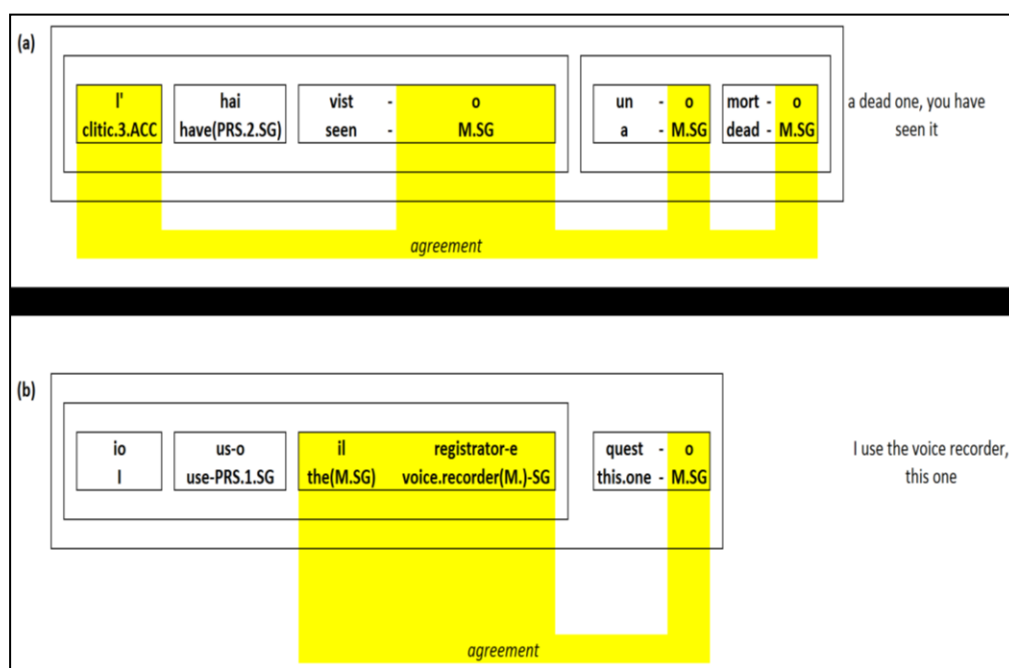 (a)
l' hai vist - o un - o mort - o
clitic.3.ACC have(PRS.2.SG) seen - M.SG a - M.SG dead - M.SG
a dead one, you have
seen it
agreement
(b)
io us-o il registrator-e quest - o
I use-PRS.1.SG the(M.SG) voice.recorder(M.)-SG this.one - M.SG
I use the voice recorder,
this one
agreement